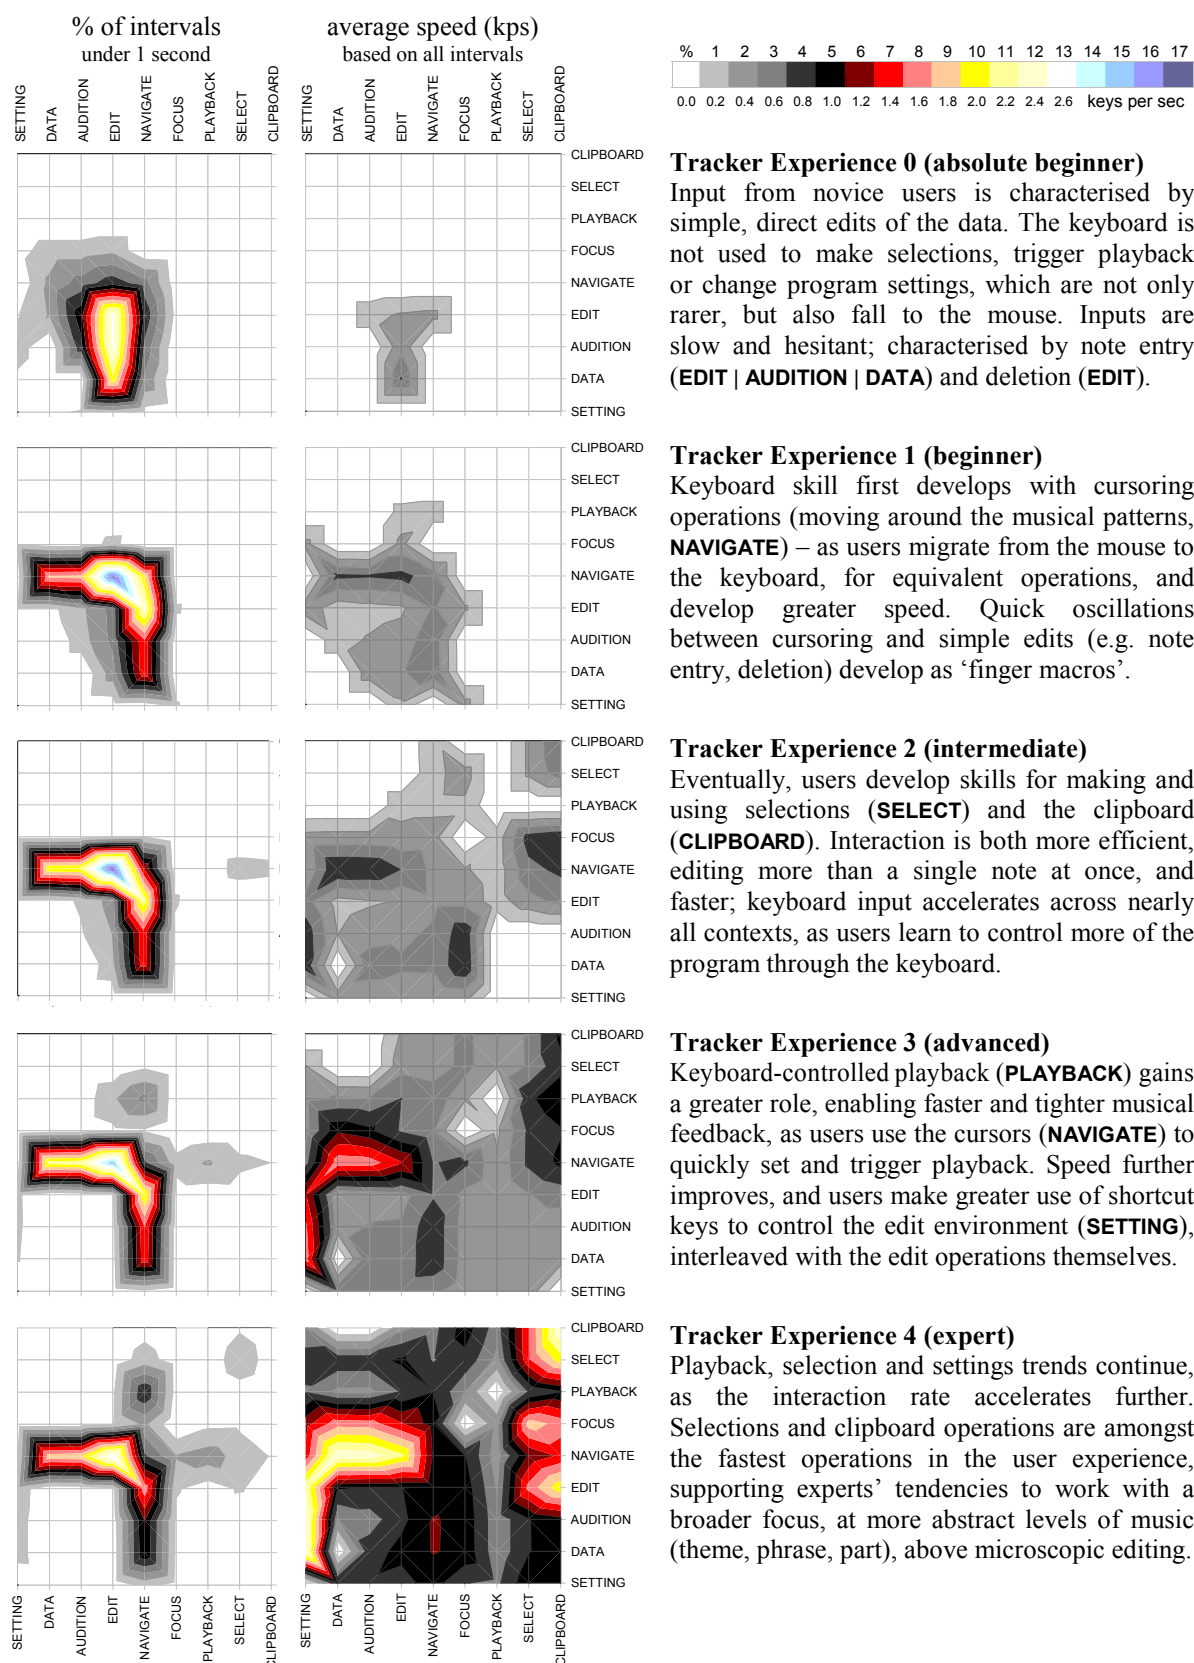 % of intervals
under 1 second
average speed (kps)
based on all intervals
SETTING
DATA
AUDITION
EDIT
NAVIGATE
FOCUS
PLAYBACK
SELECT
CLIPBOARD
SETTING
DATA
AUDITION
EDIT
NAVIGATE
FOCUS
PLAYBACK
SELECT
CLIPBOARD
% 1 2 3 4 5 6 7 8 9 10 11 12 13 14 15 16 17
0.0 0.2 0.4 0.6 0.8 1.0 1.2 1.4 1.6 1.8 2.0 2.2 2.4 2.6 keys per sec
CLIPBOARD
SELECT
PLAYBACK
FOCUS
NAVIGATE
EDIT
AUDITION
DATA
SETTING
Tracker Experience 0 (absolute beginner)
Input from novice users is characterised by
simple, direct edits of the data. The keyboard is
not used to make selections, trigger playback
or change program settings, which are not only
rarer, but also fall to the mouse. Inputs are
slow and hesitant; characterised by note entry
(EDIT | AUDITION | DATA) and deletion (EDIT).
CLIPBOARD
SELECT
PLAYBACK
FOCUS
NAVIGATE
EDIT
AUDITION
DATA
SETTING
Tracker Experience 1 (beginner)
Keyboard skill first develops with cursoring
operations (moving around the musical patterns,
NAVIGATE) – as users migrate from the mouse to
the keyboard, for equivalent operations, and
develop greater speed. Quick oscillations
between cursoring and simple edits (e.g. note
entry, deletion) develop as ‘finger macros’.
CLIPBOARD
SELECT
PLAYBACK
FOCUS
NAVIGATE
EDIT
AUDITION
DATA
SETTING
Tracker Experience 2 (intermediate)
Eventually, users develop skills for making and
using selections (SELECT) and the clipboard
(CLIPBOARD). Interaction is both more efficient,
editing more than a single note at once, and
faster; keyboard input accelerates across nearly
all contexts, as users learn to control more of the
program through the keyboard.
CLIPBOARD
SELECT
PLAYBACK
FOCUS
NAVIGATE
EDIT
AUDITION
DATA
SETTING
Tracker Experience 3 (advanced)
Keyboard-controlled playback (PLAYBACK) gains
a greater role, enabling faster and tighter musical
feedback, as users use the cursors (NAVIGATE) to
quickly set and trigger playback. Speed further
improves, and users make greater use of shortcut
keys to control the edit environment (SETTING),
interleaved with the edit operations themselves.
CLIPBOARD
SELECT
PLAYBACK
FOCUS
NAVIGATE
EDIT
AUDITION
DATA
SETTING
Tracker Experience 4 (expert)
Playback, selection and settings trends continue,
as the interaction rate accelerates further.
Selections and clipboard operations are amongst
the fastest operations in the user experience,
supporting experts’ tendencies to work with a
broader focus, at more abstract levels of music
(theme, phrase, part), above microscopic editing.
SETTING
DATA
AUDITION
EDIT
NAVIGATE
FOCUS
PLAYBACK
SELECT
CLIPBOARD
SETTING
DATA
AUDITION
EDIT
NAVIGATE
FOCUS
PLAYBACK
SELECT
CLIPBOARD